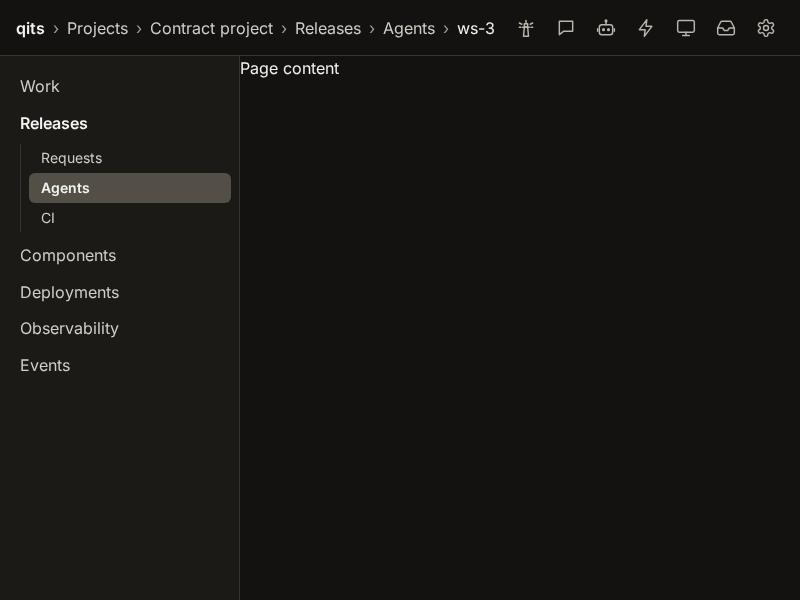 qits › Projects › Contract project › Releases › Agents › ws-3
Work
Releases
Requests
Agents
CI
Components
Deployments
Observability
Events
Page content